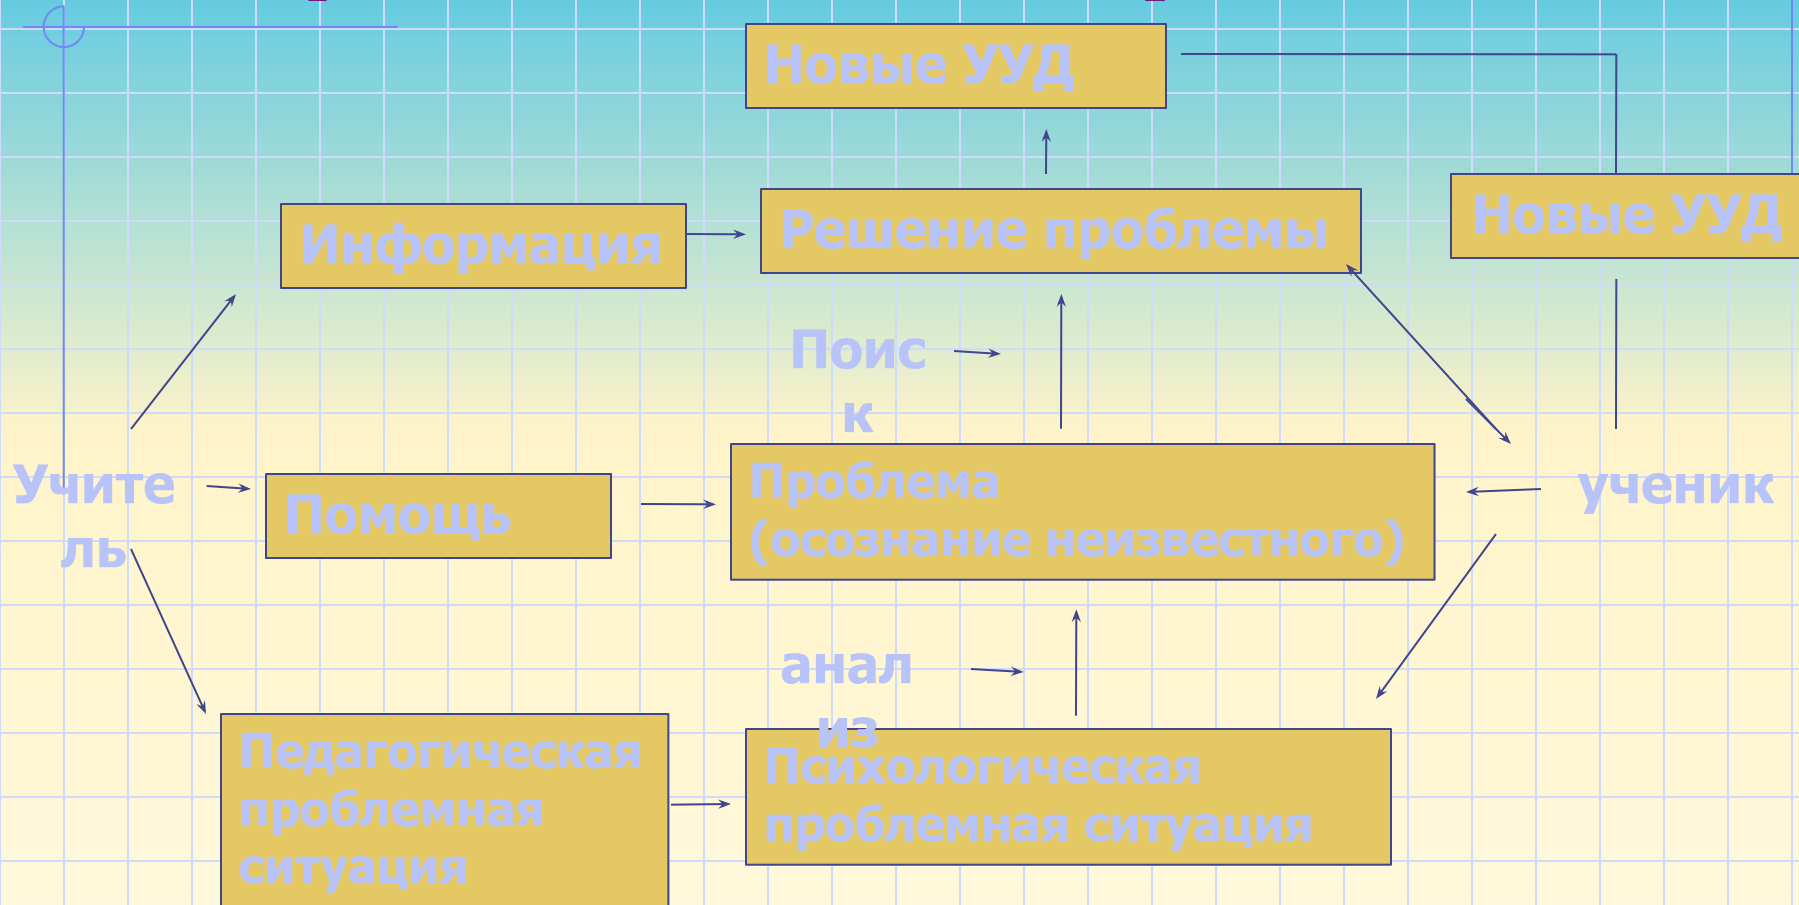 Новые УУД
Новые УУД
Информация
Решение проблемы
Поис
к
Учите
ль
Помощь
Проблема
(осознание неизвестного)
ученик
анал
из
Педагогическая
проблемная
ситуация
Психологическая
проблемная ситуация